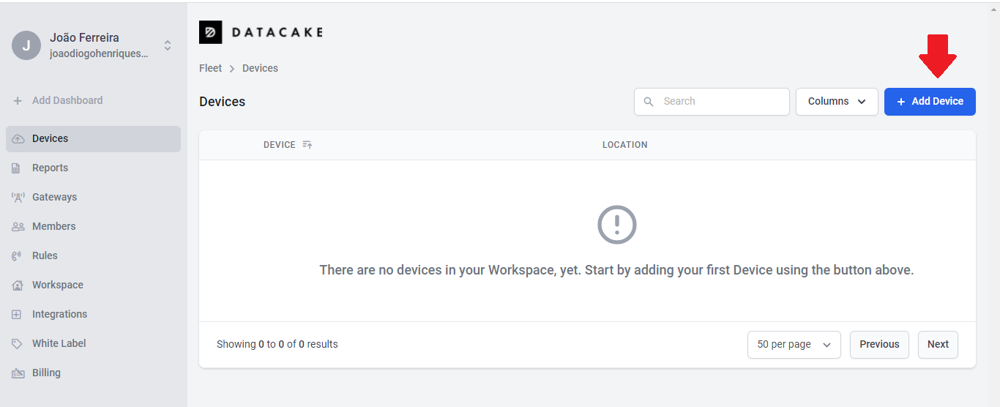 J
João Ferreira
joaodiogohenriques...
Add Dashboard
Devices
Reports
Gateways
Members
Rules
Workspace
Integrations
White Label
Billing
DATACAKE
Fleet > Devices
Devices
Search
Columns
+ Add Device
DEVICE
LOCATION
There are no devices in your Workspace, yet. Start by adding your first Device using the button above.
Showing 0 to 0 of 0 results
50 per page
Previous
Next